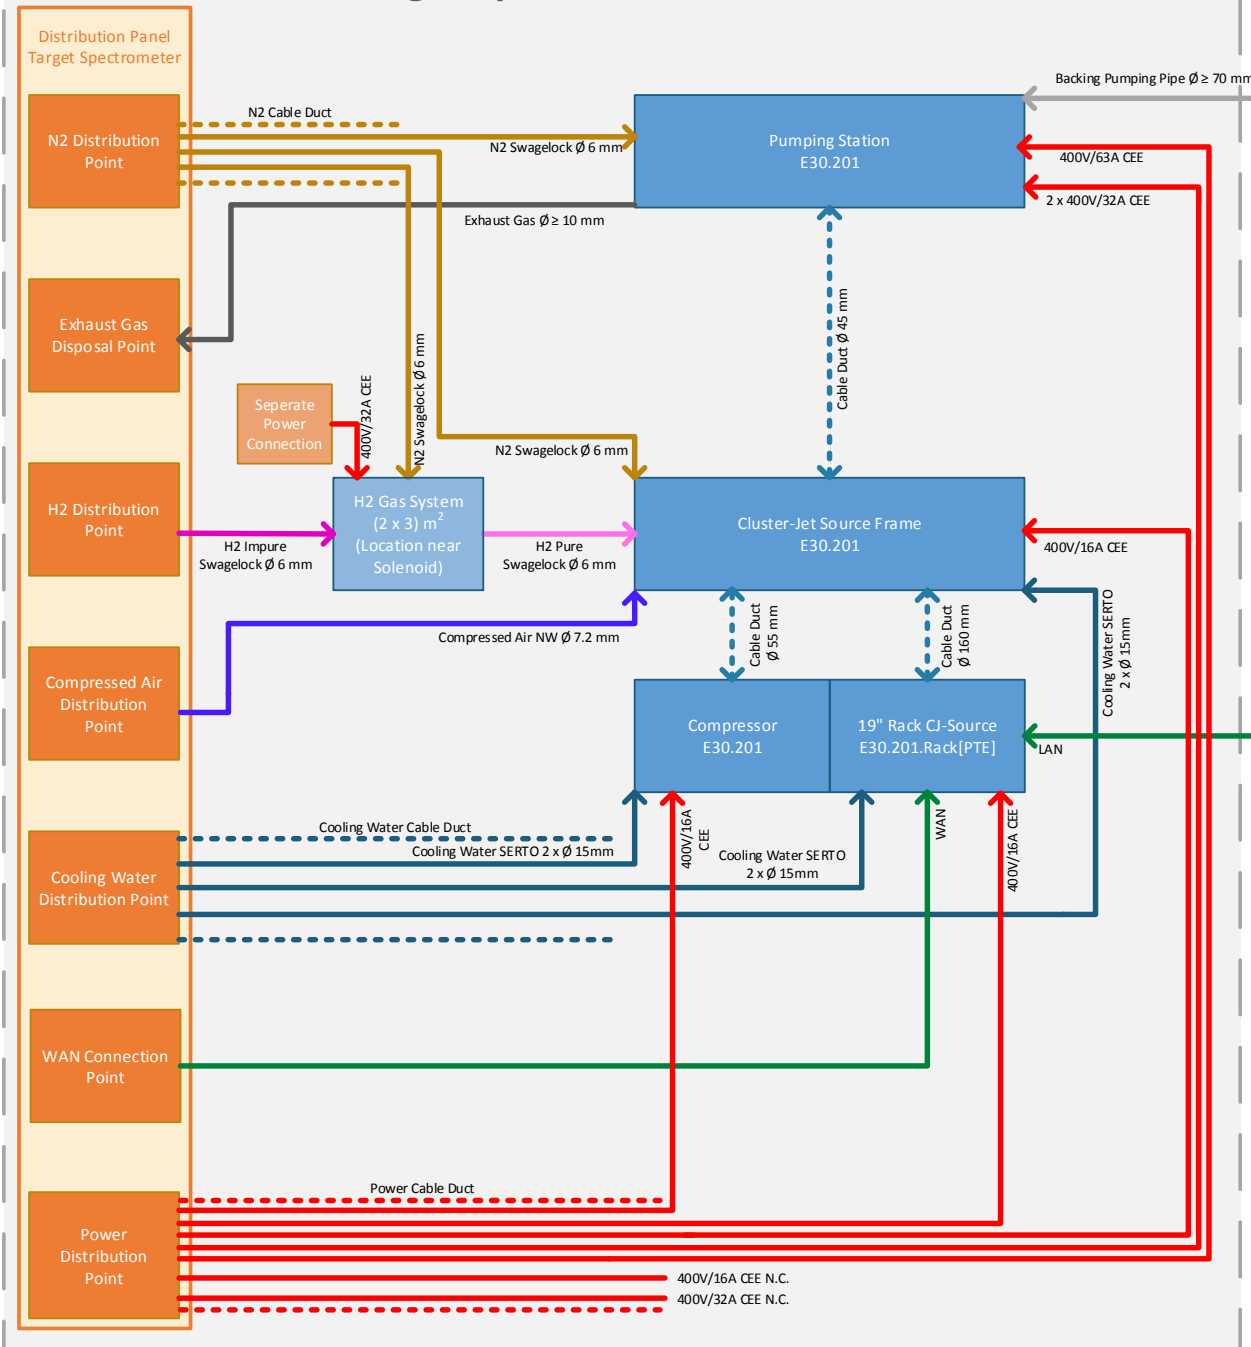 Distribution Panel
Target Spectrometer
Backing Pumping Pipe Ø ≥ 70 mm
N2 Cable Duct
N2 Distribution
Point
N2 Swagelock Ø 6 mm
Pumping Station
E30.201
400V/63A CEE
2 x 400V/32A CEE
Exhaust Gas Ø ≥ 10 mm
Exhaust Gas
Disposal Point
Cable Duct Ø 45 mm
Seperate
Power
Connection
400V/32A CEE
N2 Swagelock Ø 6 mm
N2 Swagelock Ø 6 mm
H2 Distribution
Point
H2 Impure
Swagelock Ø 6 mm
H2 Gas System
(2 x 3) m²
(Location near
Solenoid)
H2 Pure
Swagelock Ø 6 mm
Cluster-Jet Source Frame
E30.201
400V/16A CEE
Compressed Air NW Ø 7.2 mm
Cable Duct
Ø 55 mm
Cable Duct
Ø 160 mm
Cooling Water SERTO
2 x Ø 15mm
Compressed Air
Distribution
Point
Compressor
E30.201
19" Rack CJ-Source
E30.201.Rack[PTE]
LAN
Cooling Water Cable Duct
Cooling Water SERTO 2 x Ø 15mm
400V/16A
CEE
Cooling Water SERTO
2 x Ø 15mm
WAN
400V/16A CEE
Cooling Water
Distribution Point
WAN Connection
Point
Power Cable Duct
Power
Distribution
Point
400V/16A CEE N.C.
400V/32A CEE N.C.